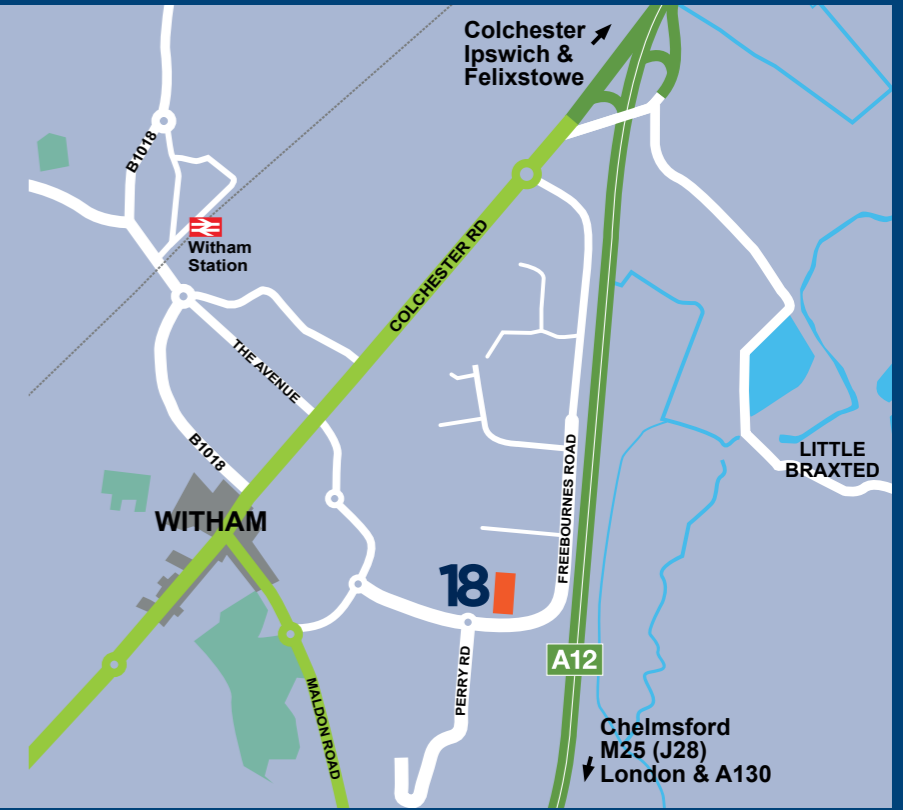 Colchester
Ipswich &
Felixstowe
B1018
Witham
Station
COLCHESTER RD
THE AVENUE
B1018
FREEBOURNES ROAD
LITTLE
BRAXTED
WITHAM
18
PERRY RD
A12
MALDON ROAD
Chelmsford
M25 (J28)
London & A130